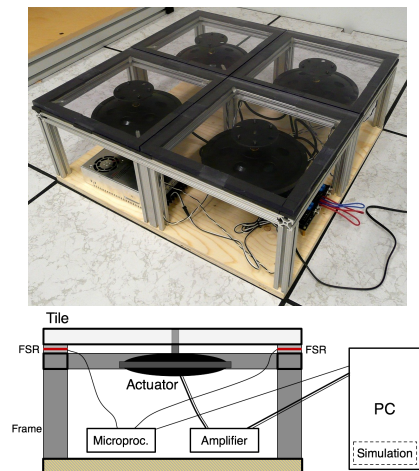 Tile
FSR
FSR
Actuator
PC
Frame
Microproc.
Amplifier
Simulation